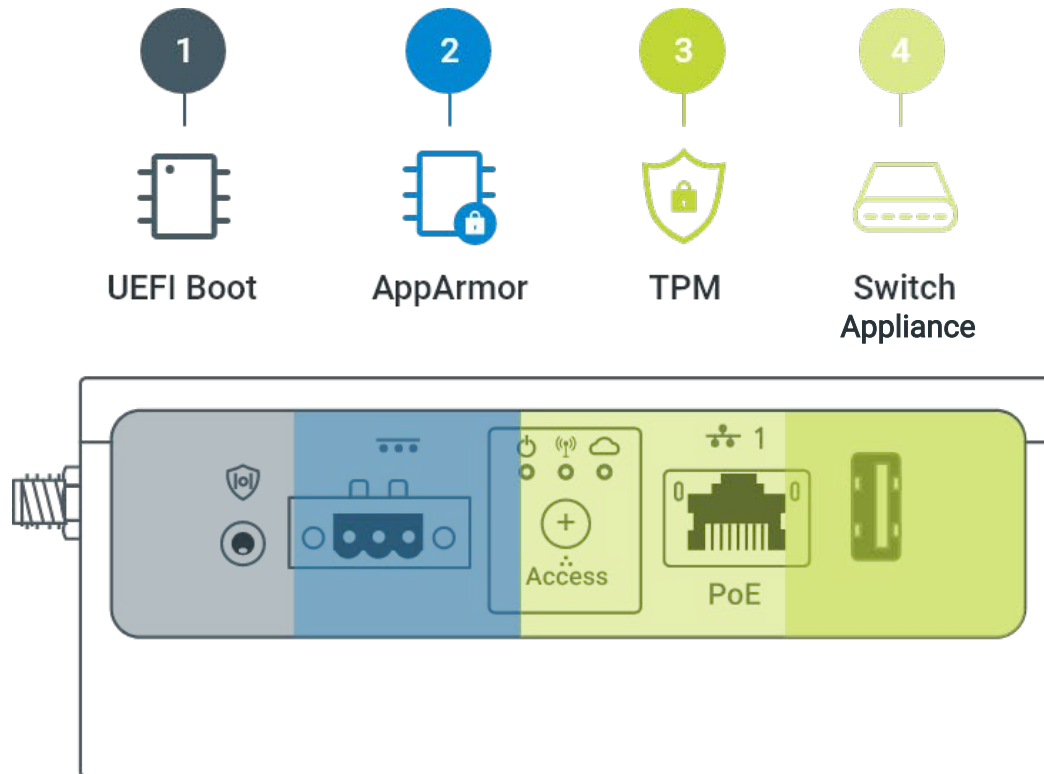 1
2
3
4
UEFI Boot
AppArmor
TPM
Switch
Appliance
1
Access
PoE